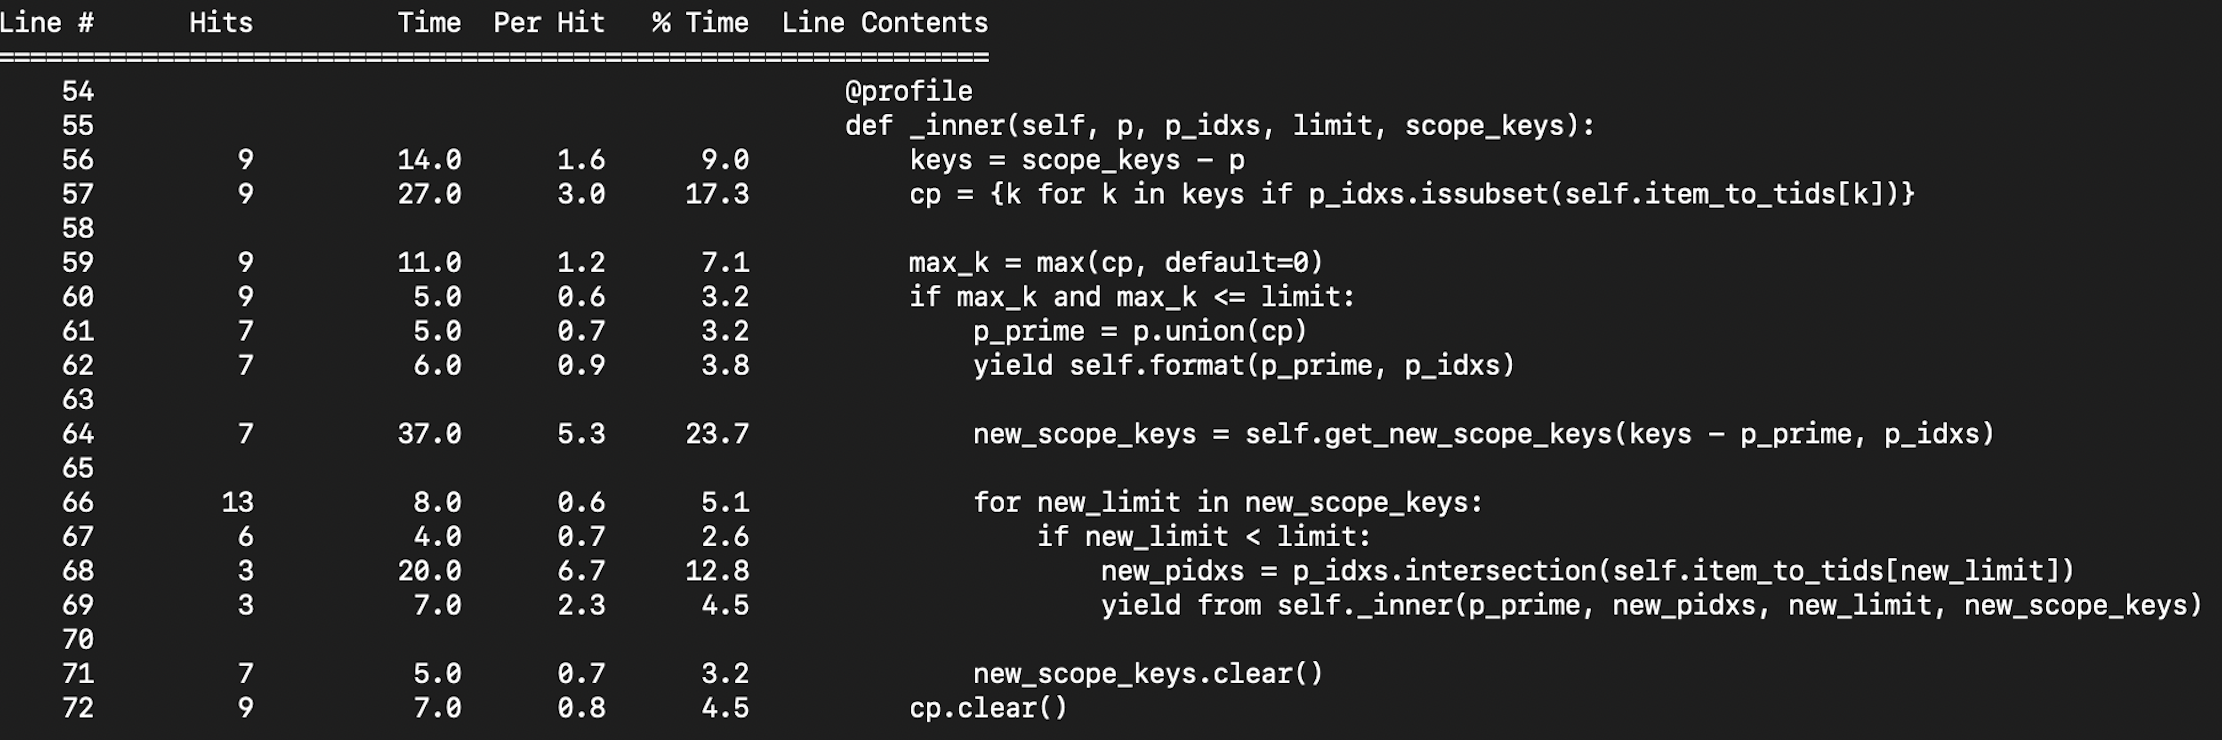 Line #      Hits         Time  Per Hit   % Time  Line Contents
==============================================================
    54                                               @profile
    55                                               def _inner(self, p, p_idxs, limit, scope_keys):
    56         9         14.0      1.6      9.0          keys = scope_keys - p
    57         9         27.0      3.0     17.3          cp = {k for k in keys if p_idxs.issubset(self.item_to_tids[k])}
    58
    59         9         11.0      1.2      7.1          max_k = max(cp, default=0)
    60         9          5.0      0.6      3.2          if max_k and max_k <= limit:
    61         7          5.0      0.7      3.2              p_prime = p.union(cp)
    62         7          6.0      0.9      3.8              yield self.format(p_prime, p_idxs)
    63
    64         7         37.0      5.3     23.7              new_scope_keys = self.get_new_scope_keys(keys - p_prime, p_idxs)
    65
    66        13          8.0      0.6      5.1              for new_limit in new_scope_keys:
    67         6          4.0      0.7      2.6                  if new_limit < limit:
    68         3         20.0      6.7     12.8                      new_pidxs = p_idxs.intersection(self.item_to_tids[new_limit])
    69         3          7.0      2.3      4.5                      yield from self._inner(p_prime, new_pidxs, new_limit, new_scope_keys)
    70
    71         7          5.0      0.7      3.2              new_scope_keys.clear()
    72         9          7.0      0.8      4.5          cp.clear()